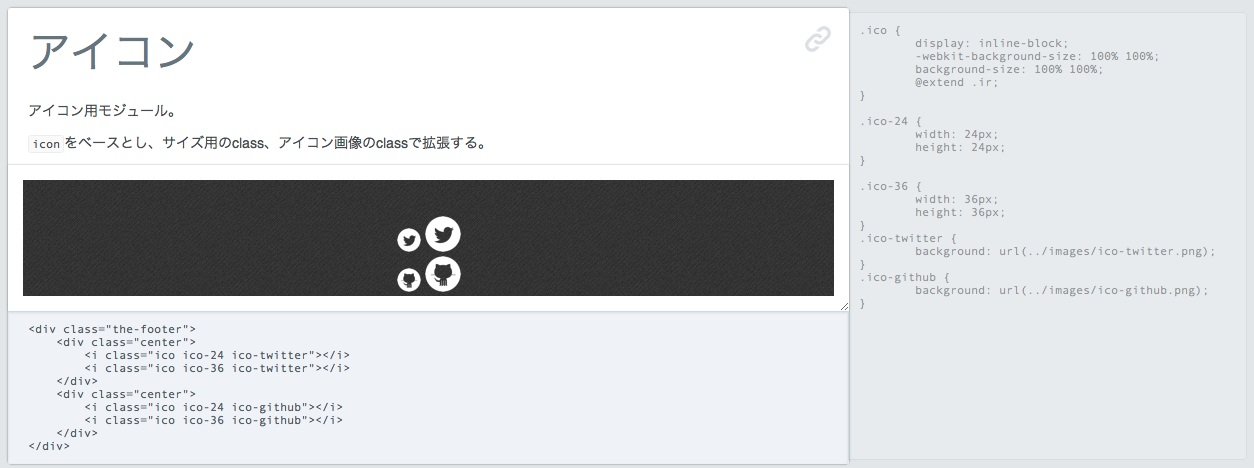 アイコン
アイコン用モジュール。
iconをベースとし、サイズ用のclass、アイコン画像のclassで拡張する。
<div class="the-footer">
    <div class="center">
        <i class="ico ico-24 ico-twitter"></i>
        <i class="ico ico-36 ico-twitter"></i>
    </div>
    <div class="center">
        <i class="ico ico-24 ico-github"></i>
        <i class="ico ico-36 ico-github"></i>
    </div>
</div>
.ico {
        display: inline-block;
        -webkit-background-size: 100% 100%;
        background-size: 100% 100%;
        @extend .ir;
}
.ico-24 {
        width: 24px;
        height: 24px;
}
.ico-36 {
        width: 36px;
        height: 36px;
}
.ico-twitter {
        background: url(../images/ico-twitter.png);
}
.ico-github {
        background: url(../images/ico-github.png);
}